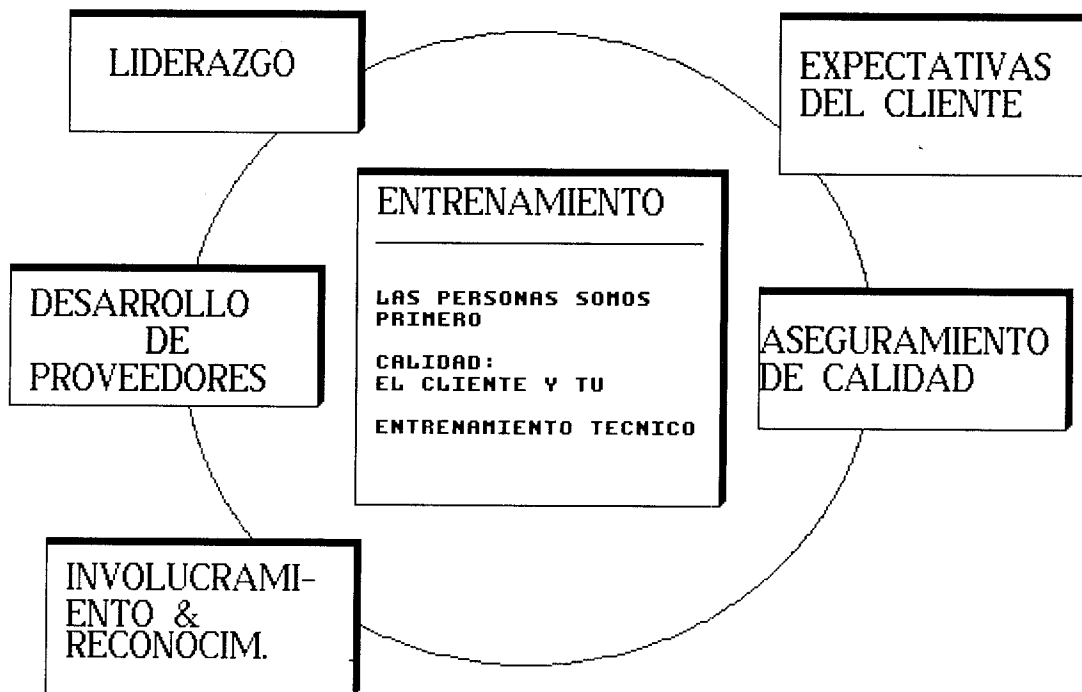 LIDERAZGO
EXPECTATIVAS
DEL CLIENTE
ENTRENAMIENTO
LAS PERSONAS SOMOS
PRIMERO
CALIDAD:
EL CLIENTE Y TU
ENTRENAMIENTO TECNICO
DESARROLLO
DE
PROVEEDORES
ASEGURAMIENTO
DE CALIDAD
INVOLUCRAMI-
ENTO &
RECONOCIM.